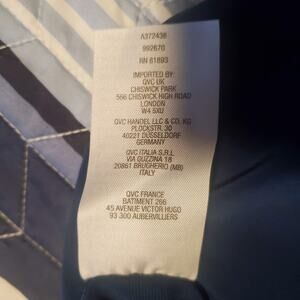 A372438
992670
RN 81893
IMPORTED BY:
QVC UK
CHISWICK PARK
566 CHISWICK HIGH ROAD
LONDON
W4 5XU
QVC HANDEL LLC & CO. KG
PLOCKSTR. 30
40221 DÜSSELDORF
GERMANY
QVC ITALIA S.R.L
VIA GUZZINA 18
20861 BRUGHERIO (MB)
ITALY
QVC FRANCE
BATIMENT 266
45 AVENUE VICTOR HUGO
93 300 AUBERVILLIERS